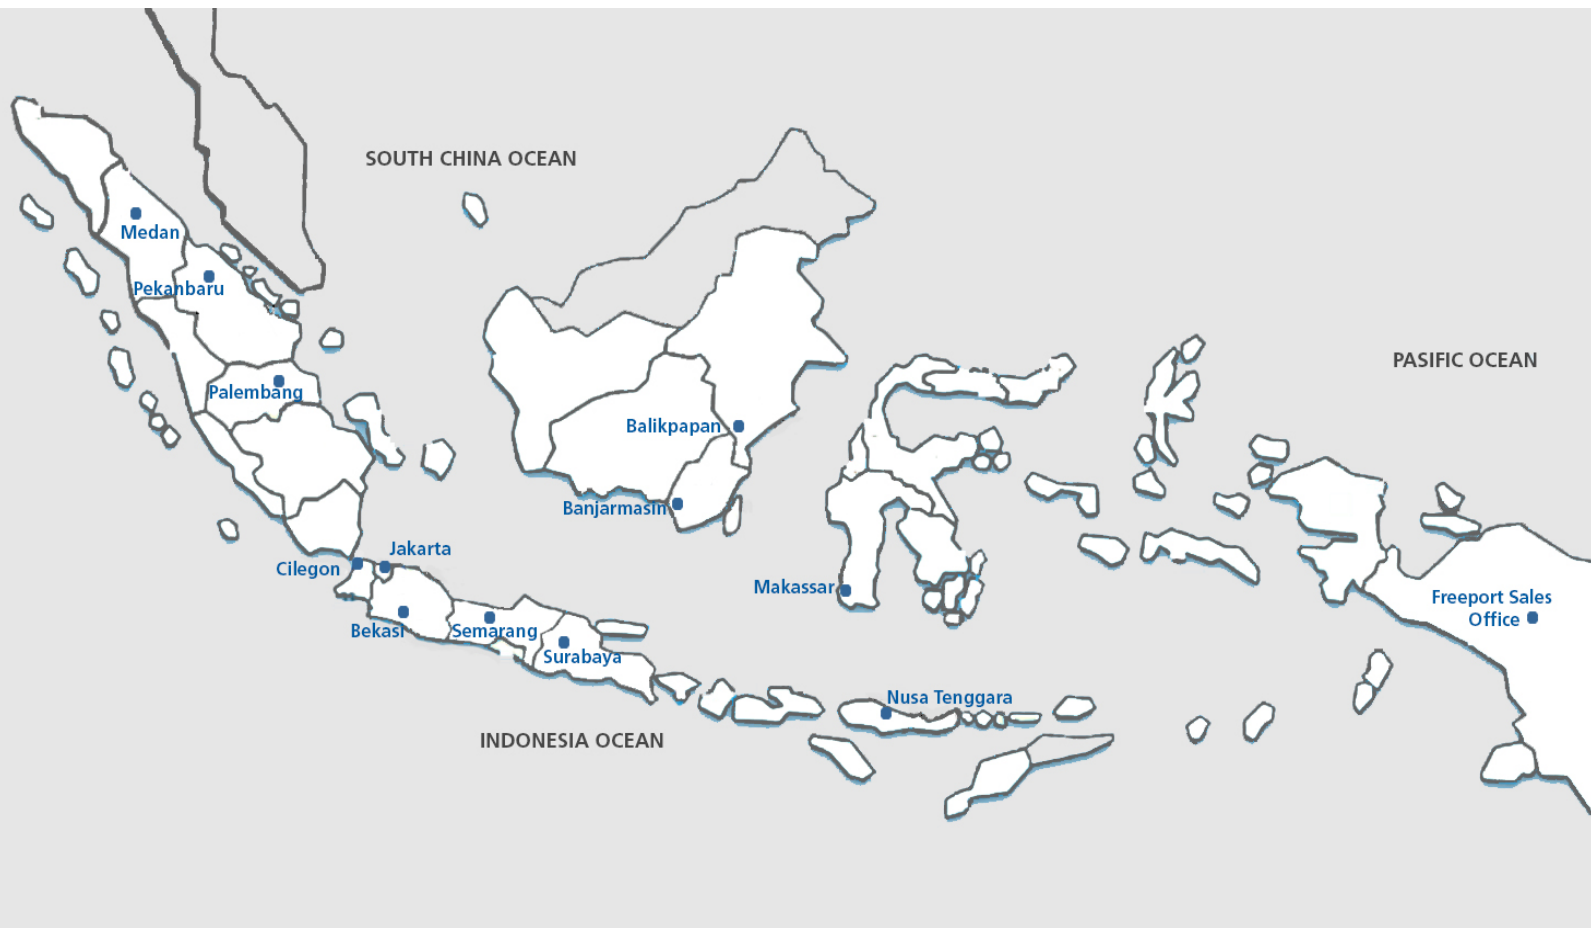 SOUTH CHINA OCEAN
Medan
Pekanbaru
PASIFIC OCEAN
Palembang
Balikpapan
Banjarmasin
Jakarta
Cilegon
Makassar
Freeport Sales
Office
Bekasi
Semarang
Surabaya
Nusa Tenggara
INDONESIA OCEAN